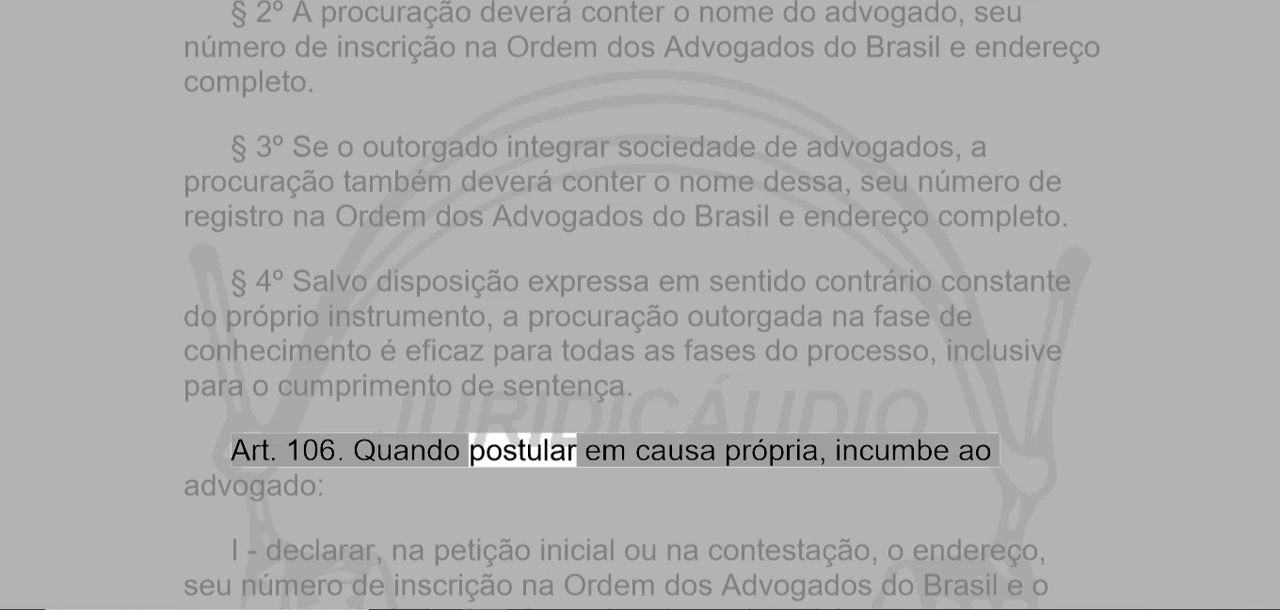 § 2º A procuração deverá conter o nome do advogado, seu
número de inscrição na Ordem dos Advogados do Brasil e endereço
completo.
§ 3º Se o outorgado integrar sociedade de advogados, a
procuração também deverá conter o nome dessa, seu número de
registro na Ordem dos Advogados do Brasil e endereço completo.
§ 4º Salvo disposição expressa em sentido contrário constante
do próprio instrumento, a procuração outorgada na fase de
conhecimento é eficaz para todas as fases do processo, inclusive
para o cumprimento de sentença.
JURIDICÁUDIO
Art. 106. Quando postular em causa própria, incumbe ao
advogado:
I - declarar, na petição inicial ou na contestação, o endereço,
seu número de inscrição na Ordem dos Advogados do Brasil e o